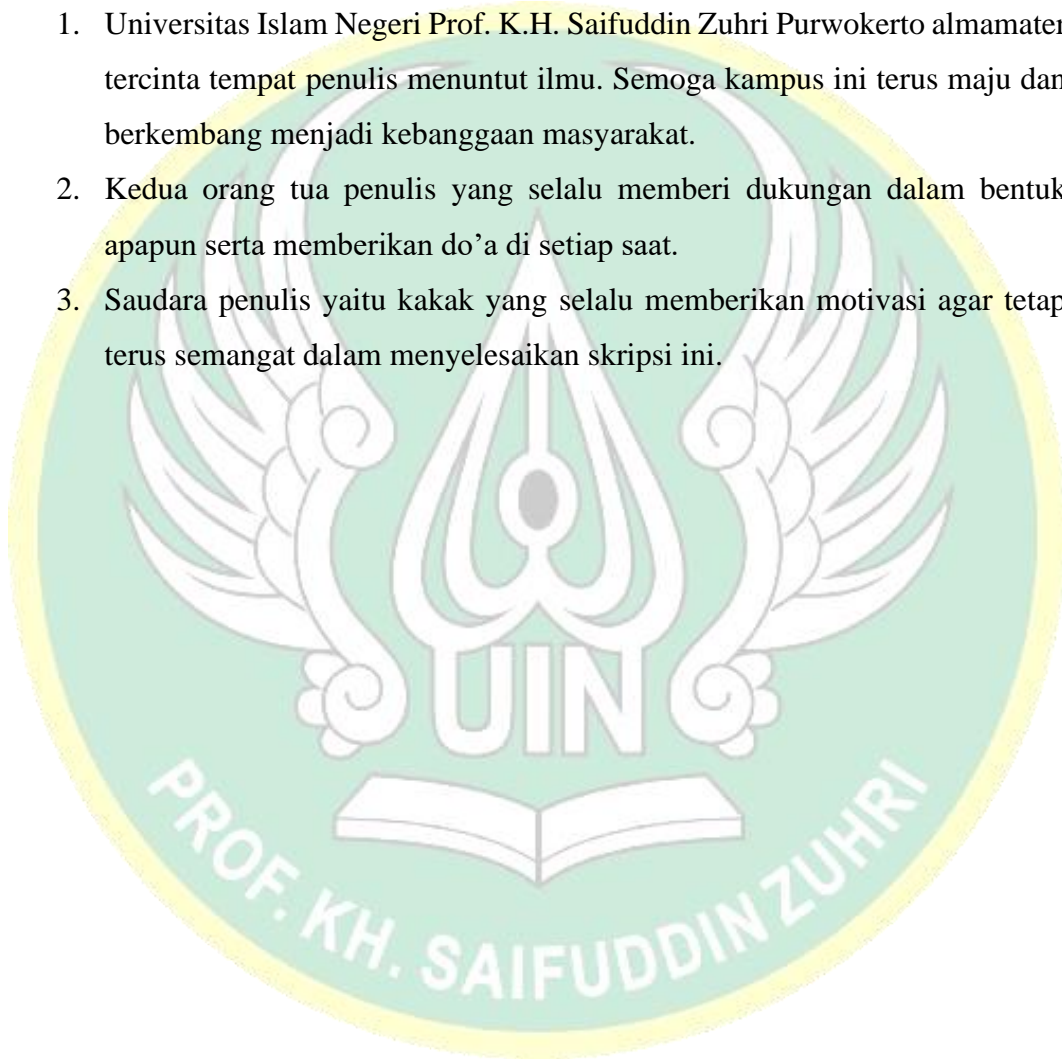 1. Universitas Islam Negeri Prof. K.H. Saifuddin Zuhri Purwokerto almamater
tercinta tempat penulis menuntut ilmu. Semoga kampus ini terus maju dan
berkembang menjadi kebanggaan masyarakat.
2. Kedua orang tua penulis yang selalu memberi dukungan dalam bentuk
apapun serta memberikan do’a di setiap saat.
3. Saudara penulis yaitu kakak yang selalu memberikan motivasi agar tetap
terus semangat dalam menyelesaikan skripsi ini.
UIN
PROF. KH. SAIFUDDIN ZUHRI